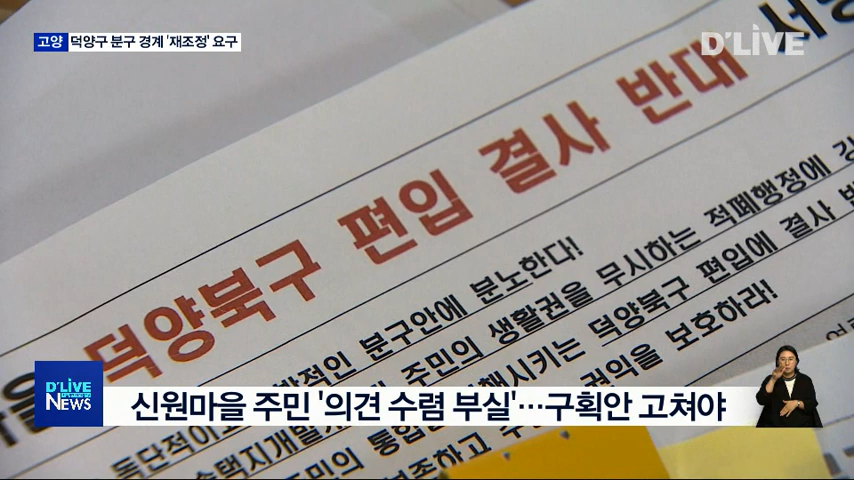 고양 덕양구 분구 경계 '재조정' 요구
D'LIVE
덕양북구 편입 결사 반대 서명
분구안에 분노한다!
주민의 생활권을 무시하는 적폐행정에
덕양북구 편입에 결사
권익을 보호하라!
D'LIVE
NEWS
신원마을 주민 '의견 수렴 부실'…구획안 고쳐야